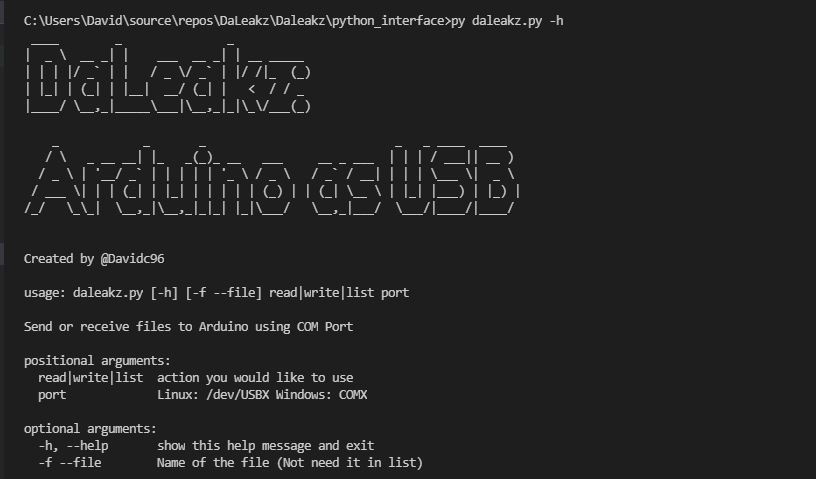 C:\Users\David\source\repos\DaLeakz\Daleakz\python_interface>py daleakz.py -h
DaLeakz:
Arduino as USB
Created by @Davidc96
usage: daleakz.py [-h] [-f --file] read|write|list port
Send or receive files to Arduino using COM Port
positional arguments:
read|write|list  action you would like to use
port             Linux: /dev/USBX Windows: COMX
optional arguments:
-h, --help       show this help message and exit
-f --file        Name of the file (Not need it in list)